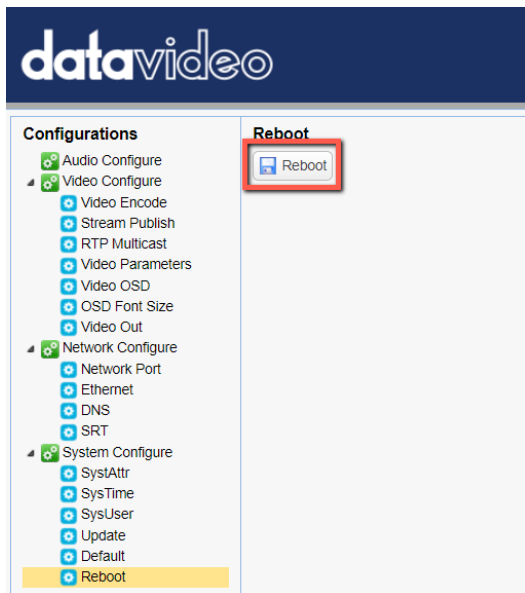 datavideo
Configurations
Audio Configure
Video Configure
Video Encode
Stream Publish
RTP Multicast
Video Parameters
Video OSD
OSD Font Size
Video Out
Network Configure
Network Port
Ethernet
DNS
SRT
System Configure
SystAttr
SysTime
SysUser
Update
Default
Reboot
Reboot
Reboot